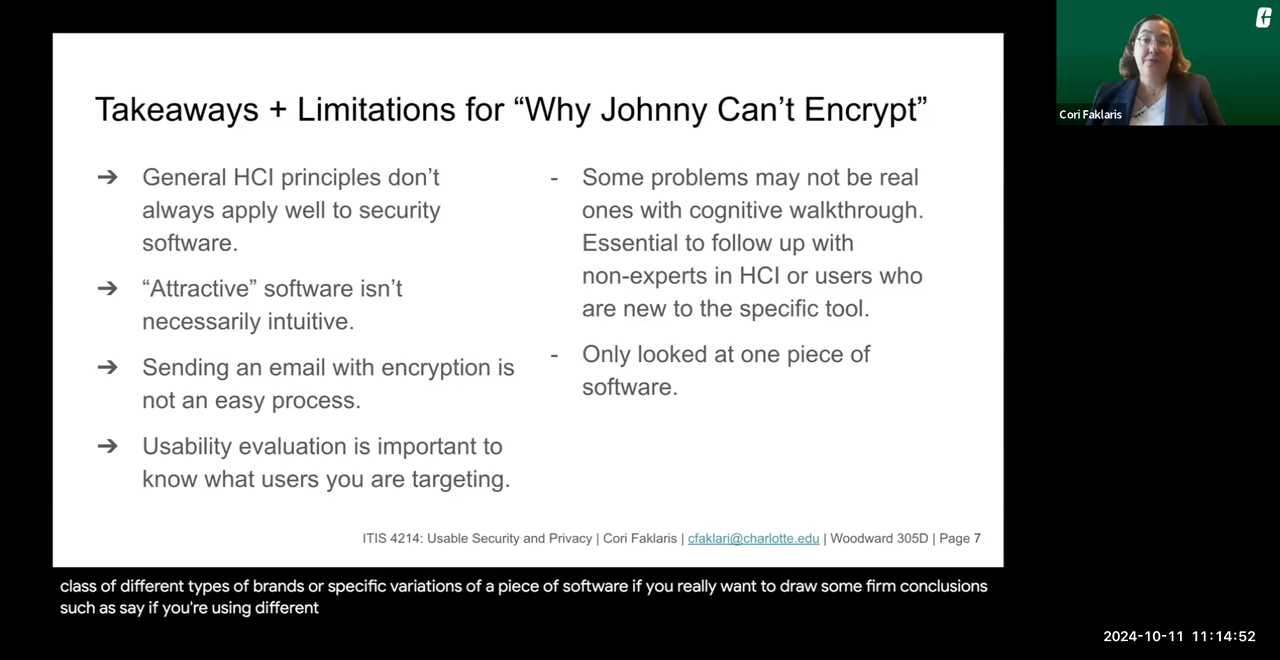 Takeaways + Limitations for “Why Johnny Can’t Encrypt”
➔ General HCI principles don’t
always apply well to security
software.
➔ “Attractive” software isn’t
necessarily intuitive.
➔ Sending an email with encryption is
not an easy process.
➔ Usability evaluation is important to
know what users you are targeting.
- Some problems may not be real
ones with cognitive walkthrough.
Essential to follow up with
non-experts in HCI or users who
are new to the specific tool.
- Only looked at one piece of
software.
ITIS 4214: Usable Security and Privacy | Cori Faklaris | cfaklari@charlotte.edu | Woodward 305D | Page 7
Cori Faklaris
class of different types of brands or specific variations of a piece of software if you really want to draw some firm conclusions
such as say if you're using different
2024-10-11 11:14:52